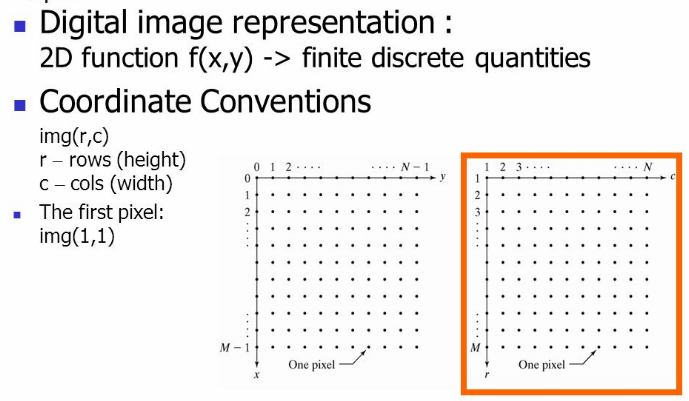 Digital image representation :
2D function f(x,y) -> finite discrete quantities
Coordinate Conventions
img(r,c)
r – rows (height)
c – cols (width)
The first pixel:
img(1,1)
0 1 2 · · · · · · · · N − 1
y
0
1
2
M − 1
One pixel
x
1 2 3 · · · · · · · · N
c
1
2
3
M
One pixel
r